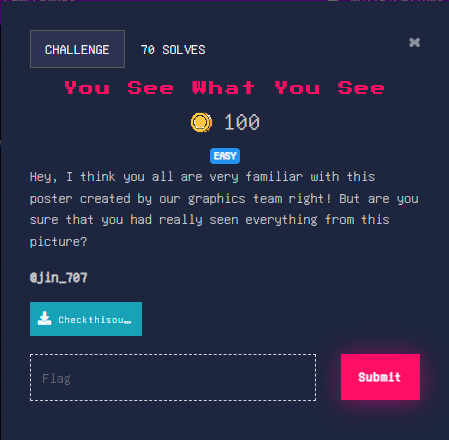 CHALLENGE 70 SOLVES ✖
You See What You See
100
EASY
Hey, I think you all are very familiar with this
poster created by our graphics team right! But are you
sure that you had really seen everything from this
picture?
@jin_707
Checkthisou…
Flag Submit